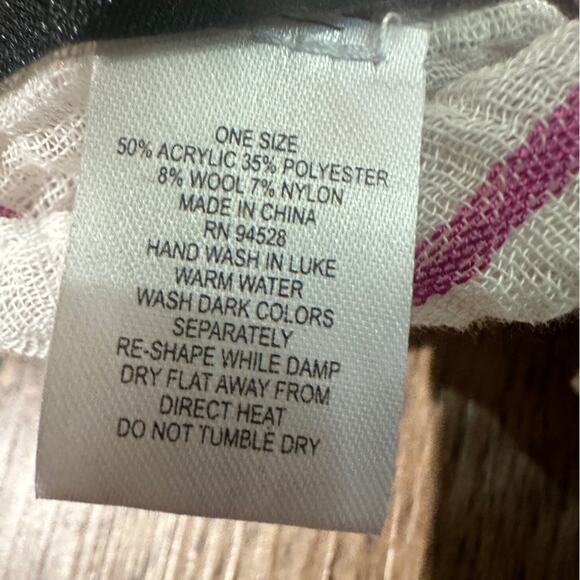 ONE SIZE
50% ACRYLIC 35% POLYESTER
8% WOOL 7% NYLON
MADE IN CHINA
RN 94528
HAND WASH IN LUKE
WARM WATER
WASH DARK COLORS
SEPARATELY
RE-SHAPE WHILE DAMP
DRY FLAT AWAY FROM
DIRECT HEAT
DO NOT TUMBLE DRY